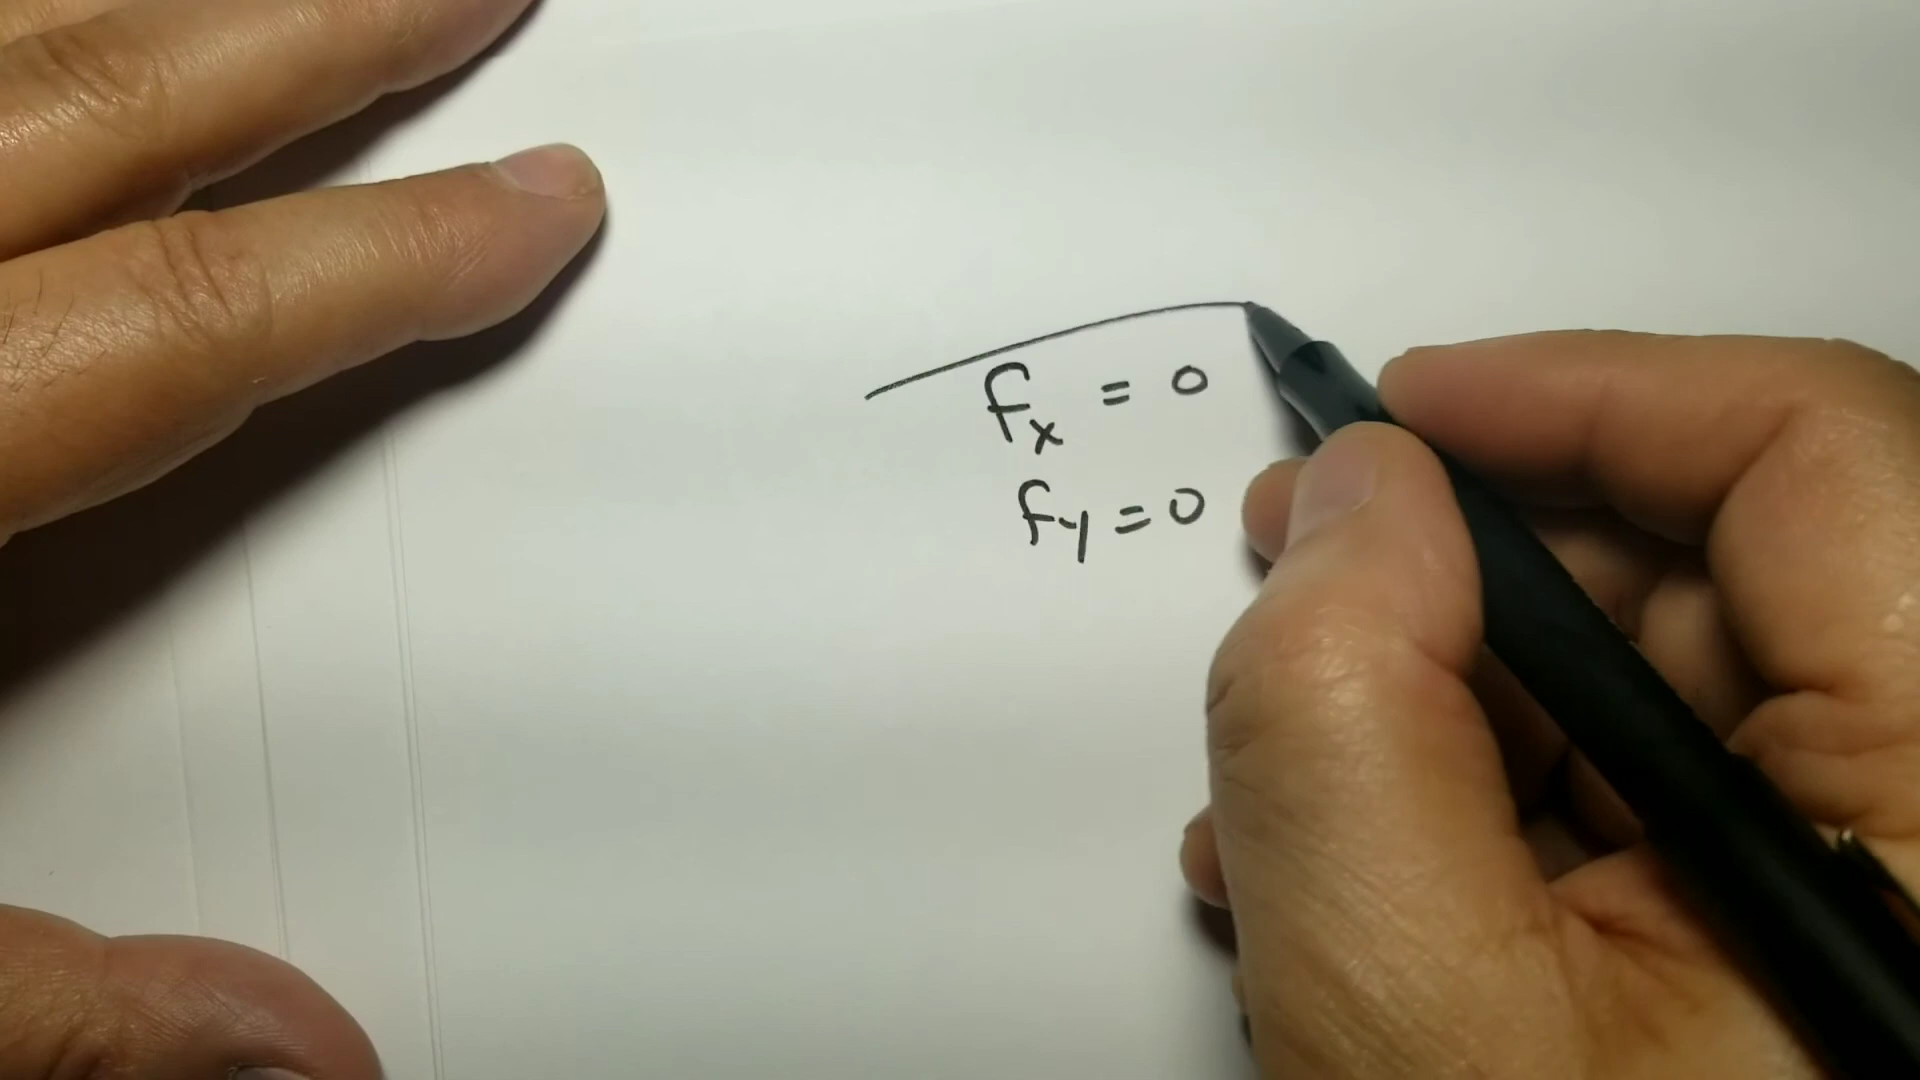 fx = 0
fy = 0